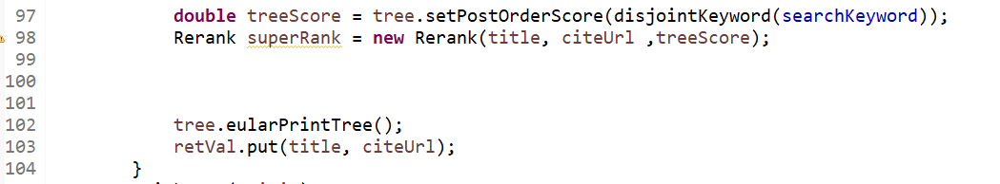 97 double treeScore = tree.setPostOrderScore(disjointKeyword(searchKeyword));
98 Rerank superRank = new Rerank(title, citeUrl ,treeScore);
99
100
101
102 tree.eularPrintTree();
103 retVal.put(title, citeUrl);
104 }